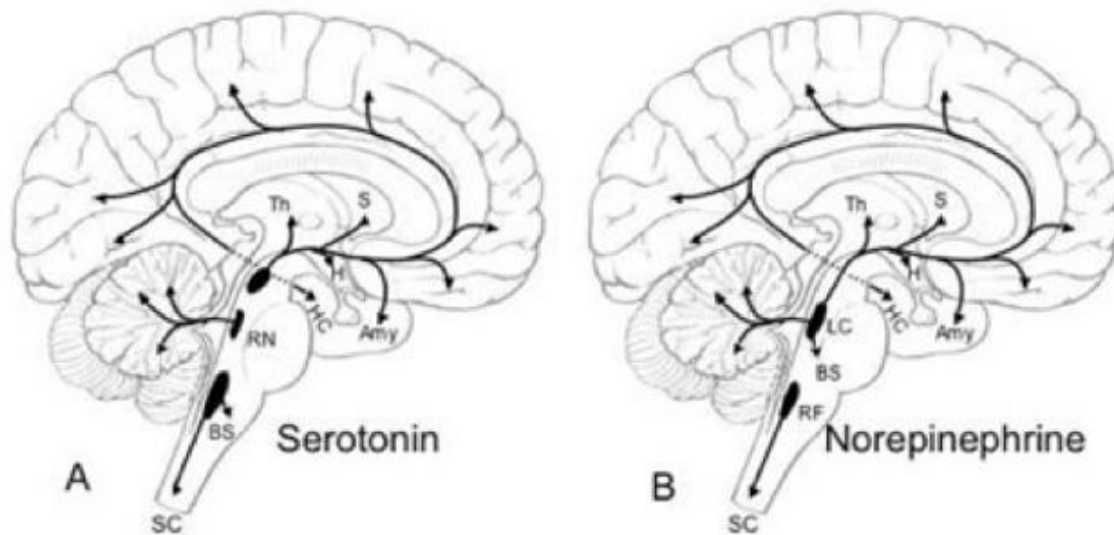 Th
S
H
HC
Amy
RN
BS
Serotonin
A
SC
Th
S
H
HC
Amy
LC
BS
RF
Norepinephrine
B
SC